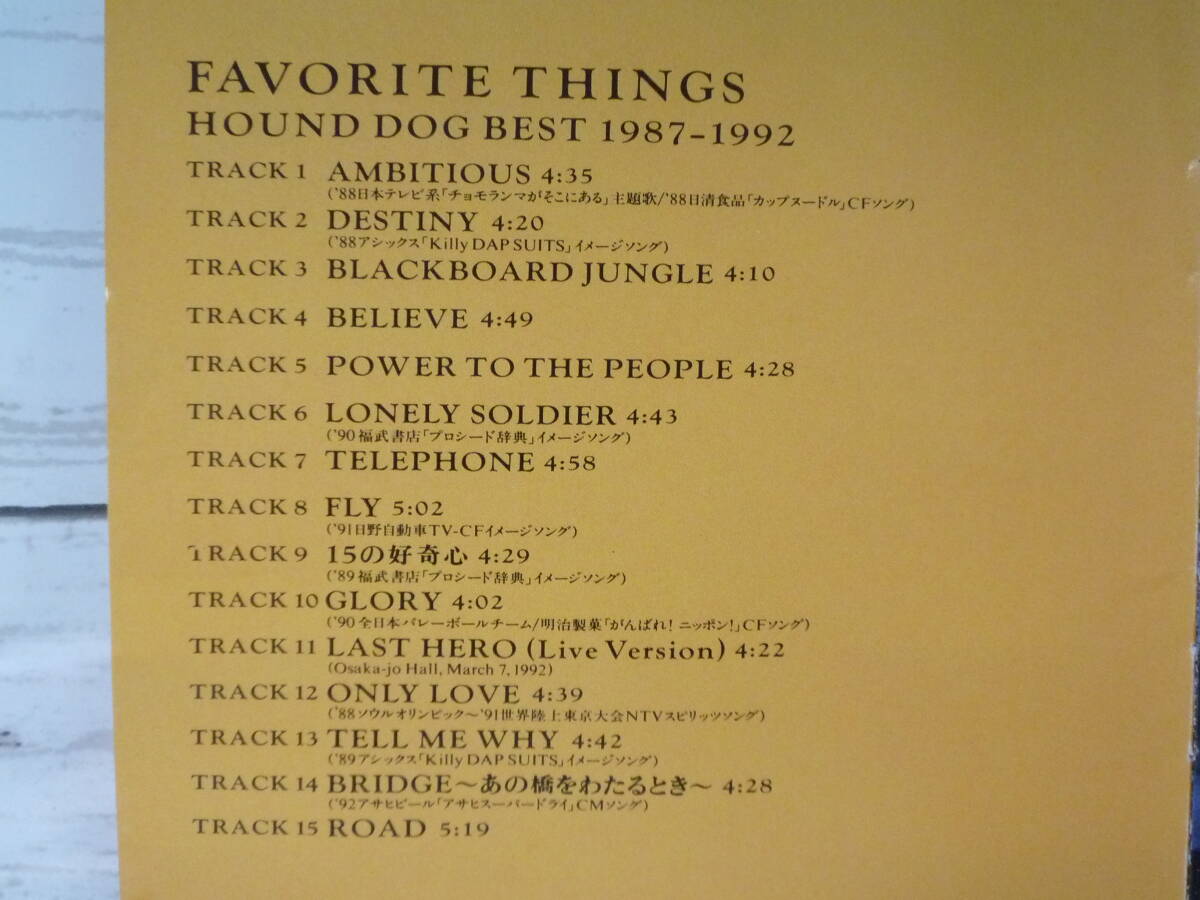 FAVORITE THINGS
HOUND DOG BEST 1987-1992
TRACK 1 AMBITIOUS 4:35
('88日本テレビ系「チョモランマがそこにある」主題歌/'88日清食品「カップヌードル」CFソング)
TRACK 2 DESTINY 4:20
('88アシックス「Killy DAP SUITS」イメージソング)
TRACK 3 BLACKBOARD JUNGLE 4:10
TRACK 4 BELIEVE 4:49
TRACK 5 POWER TO THE PEOPLE 4:28
TRACK 6 LONELY SOLDIER 4:43
('90福武書店「プロシード辞典」イメージソング)
TRACK 7 TELEPHONE 4:58
TRACK 8 FLY 5:02
('91日野自動車TV-CFイメージソング)
TRACK 9 15の好奇心 4:29
('89福武書店「プロシード辞典」イメージソング)
TRACK 10 GLORY 4:02
('90全日本バレーボールチーム/明治製菓「がんばれ!ニッポン!」CFソング)
TRACK 11 LAST HERO (Live Version) 4:22
(Osaka-jo Hall, March 7, 1992)
TRACK 12 ONLY LOVE 4:39
('88ソウルオリンピック〜'91世界陸上東京大会NTVスピリッツソング)
TRACK 13 TELL ME WHY 4:42
('89アシックス「Killy DAP SUITS」イメージソング)
TRACK 14 BRIDGE〜あの橋をわたるとき〜 4:28
('92アサヒビール「アサヒスーパードライ」CMソング)
TRACK 15 ROAD 5:19